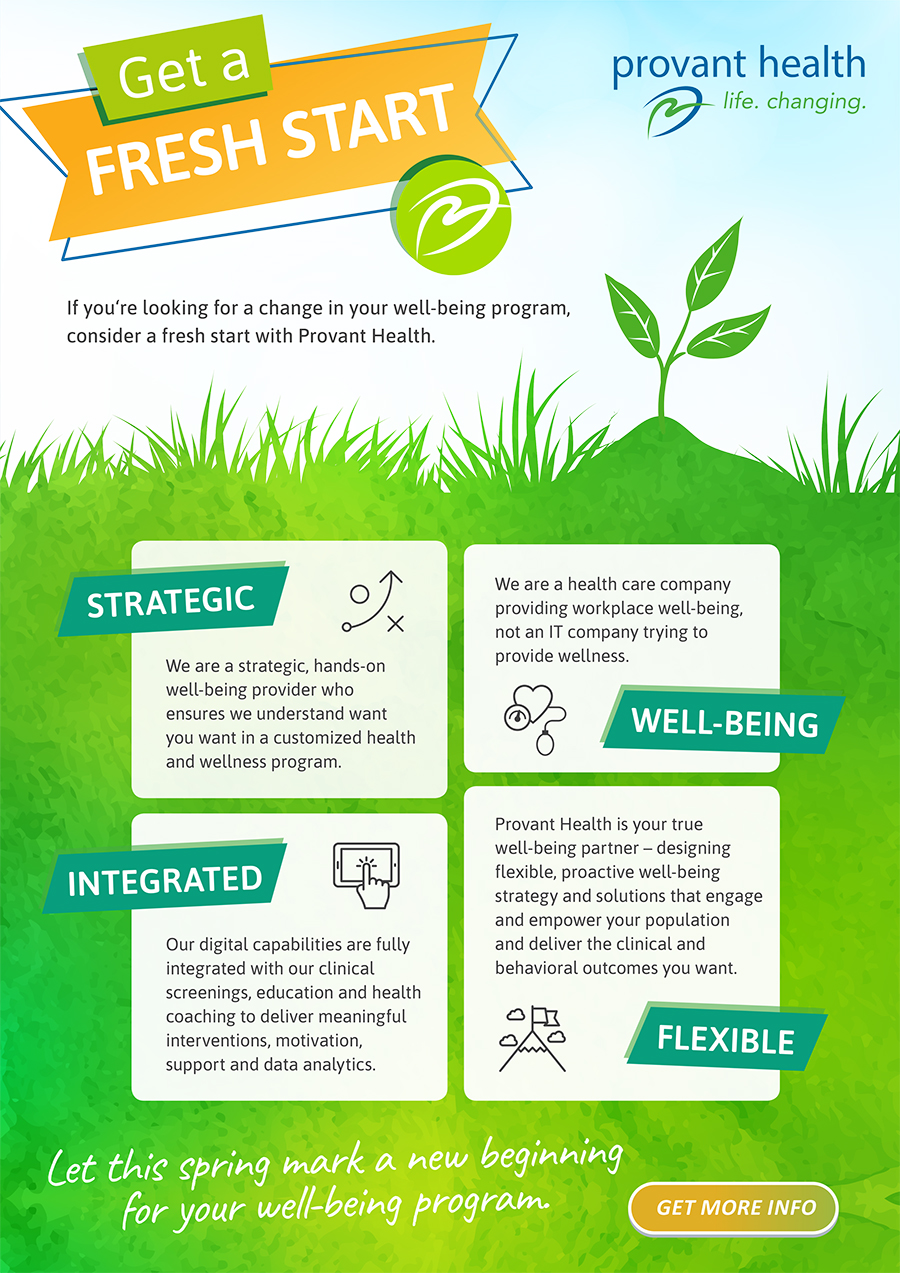 Get a
FRESH START
provant health
life. changing.
If you‘re looking for a change in your well-being program,
consider a fresh start with Provant Health.
STRATEGIC
We are a strategic, hands-on
well-being provider who
ensures we understand want
you want in a customized health
and wellness program.
We are a health care company
providing workplace well-being,
not an IT company trying to
provide wellness.
WELL-BEING
INTEGRATED
Our digital capabilities are fully
integrated with our clinical
screenings, education and health
coaching to deliver meaningful
interventions, motivation,
support and data analytics.
Provant Health is your true
well-being partner – designing
flexible, proactive well-being
strategy and solutions that engage
and empower your population
and deliver the clinical and
behavioral outcomes you want.
FLEXIBLE
Let this spring mark a new beginning
for your well-being program.
GET MORE INFO